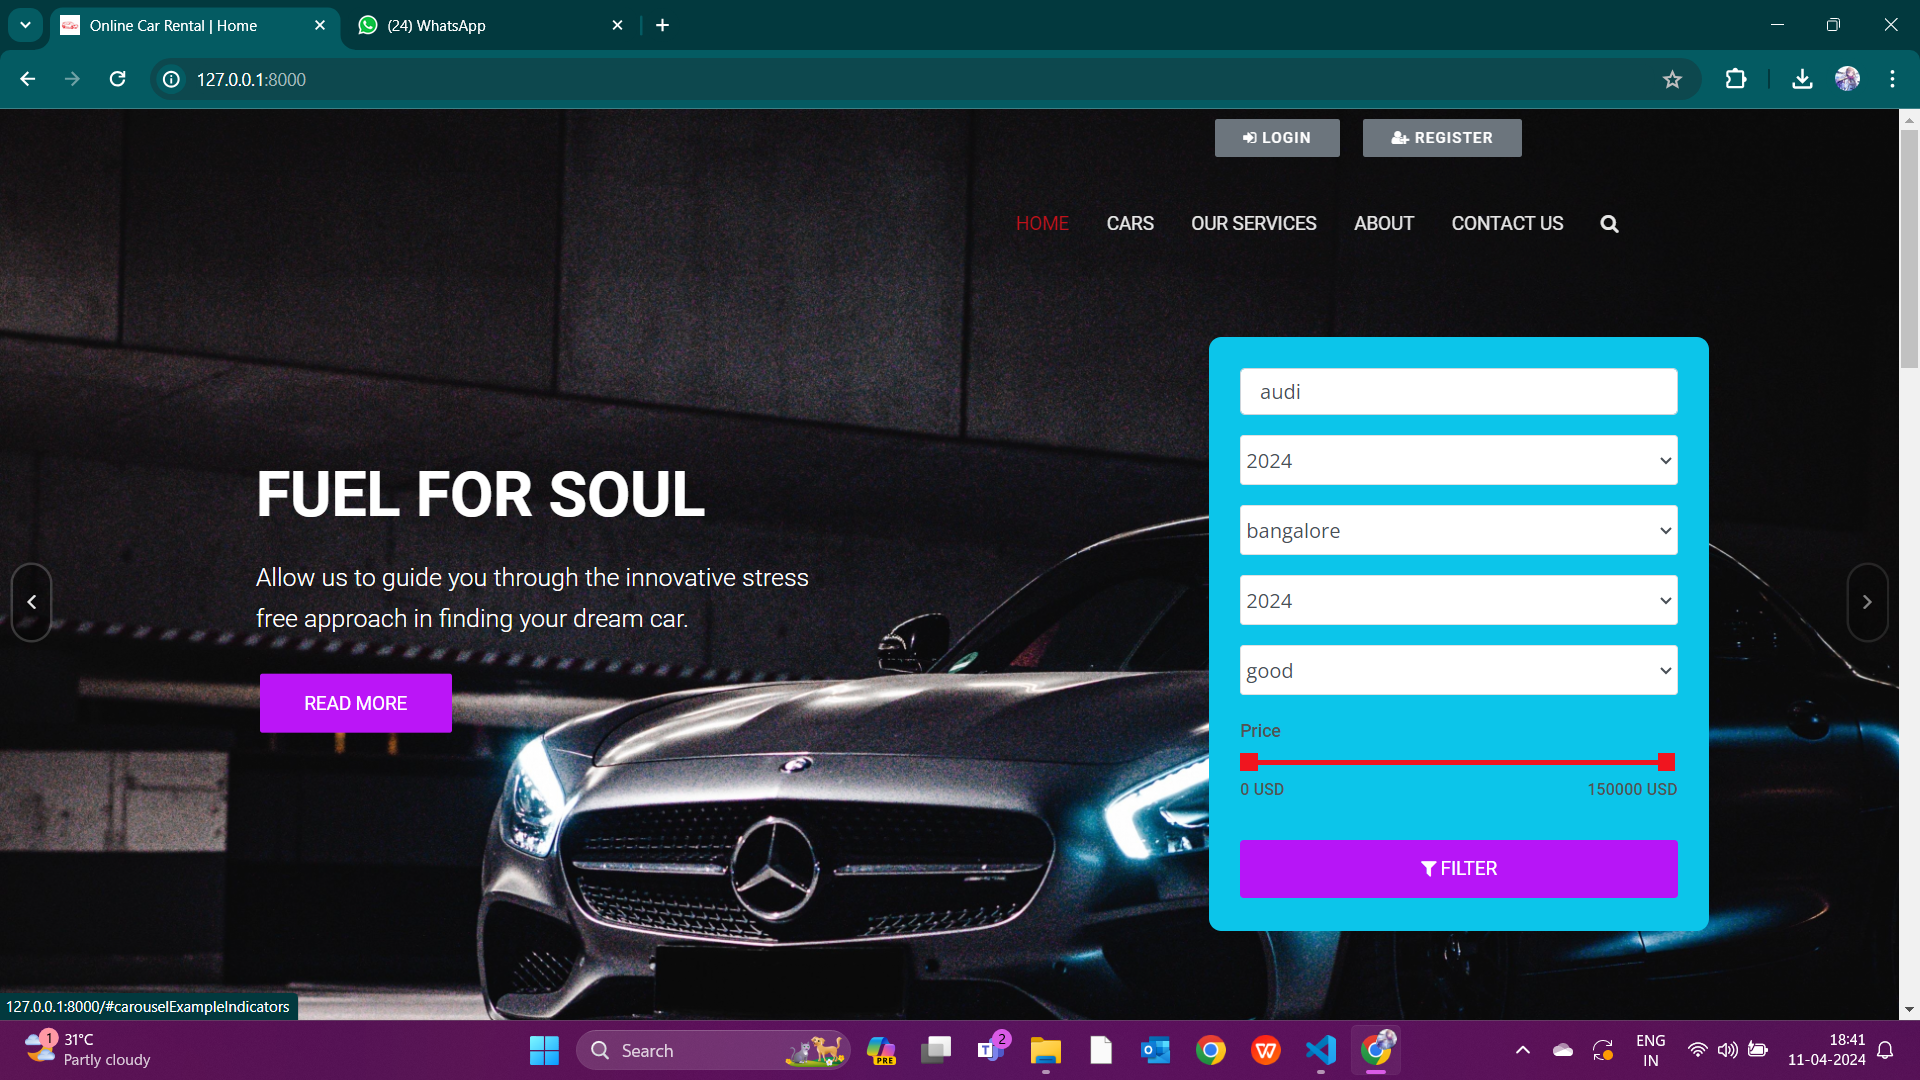 Online Car Rental | Home
(24) WhatsApp
127.0.0.1:8000
LOGIN
REGISTER
HOME
CARS
OUR SERVICES
ABOUT
CONTACT US
audi
2024
bangalore
2024
good
Price
0 USD
150000 USD
FILTER
FUEL FOR SOUL
Allow us to guide you through the innovative stress
free approach in finding your dream car.
READ MORE
127.0.0.1:8000/#carouselExampleIndicators
1
31°C
Partly cloudy
Search
PRE
2
ENG
IN
18:41
11-04-2024